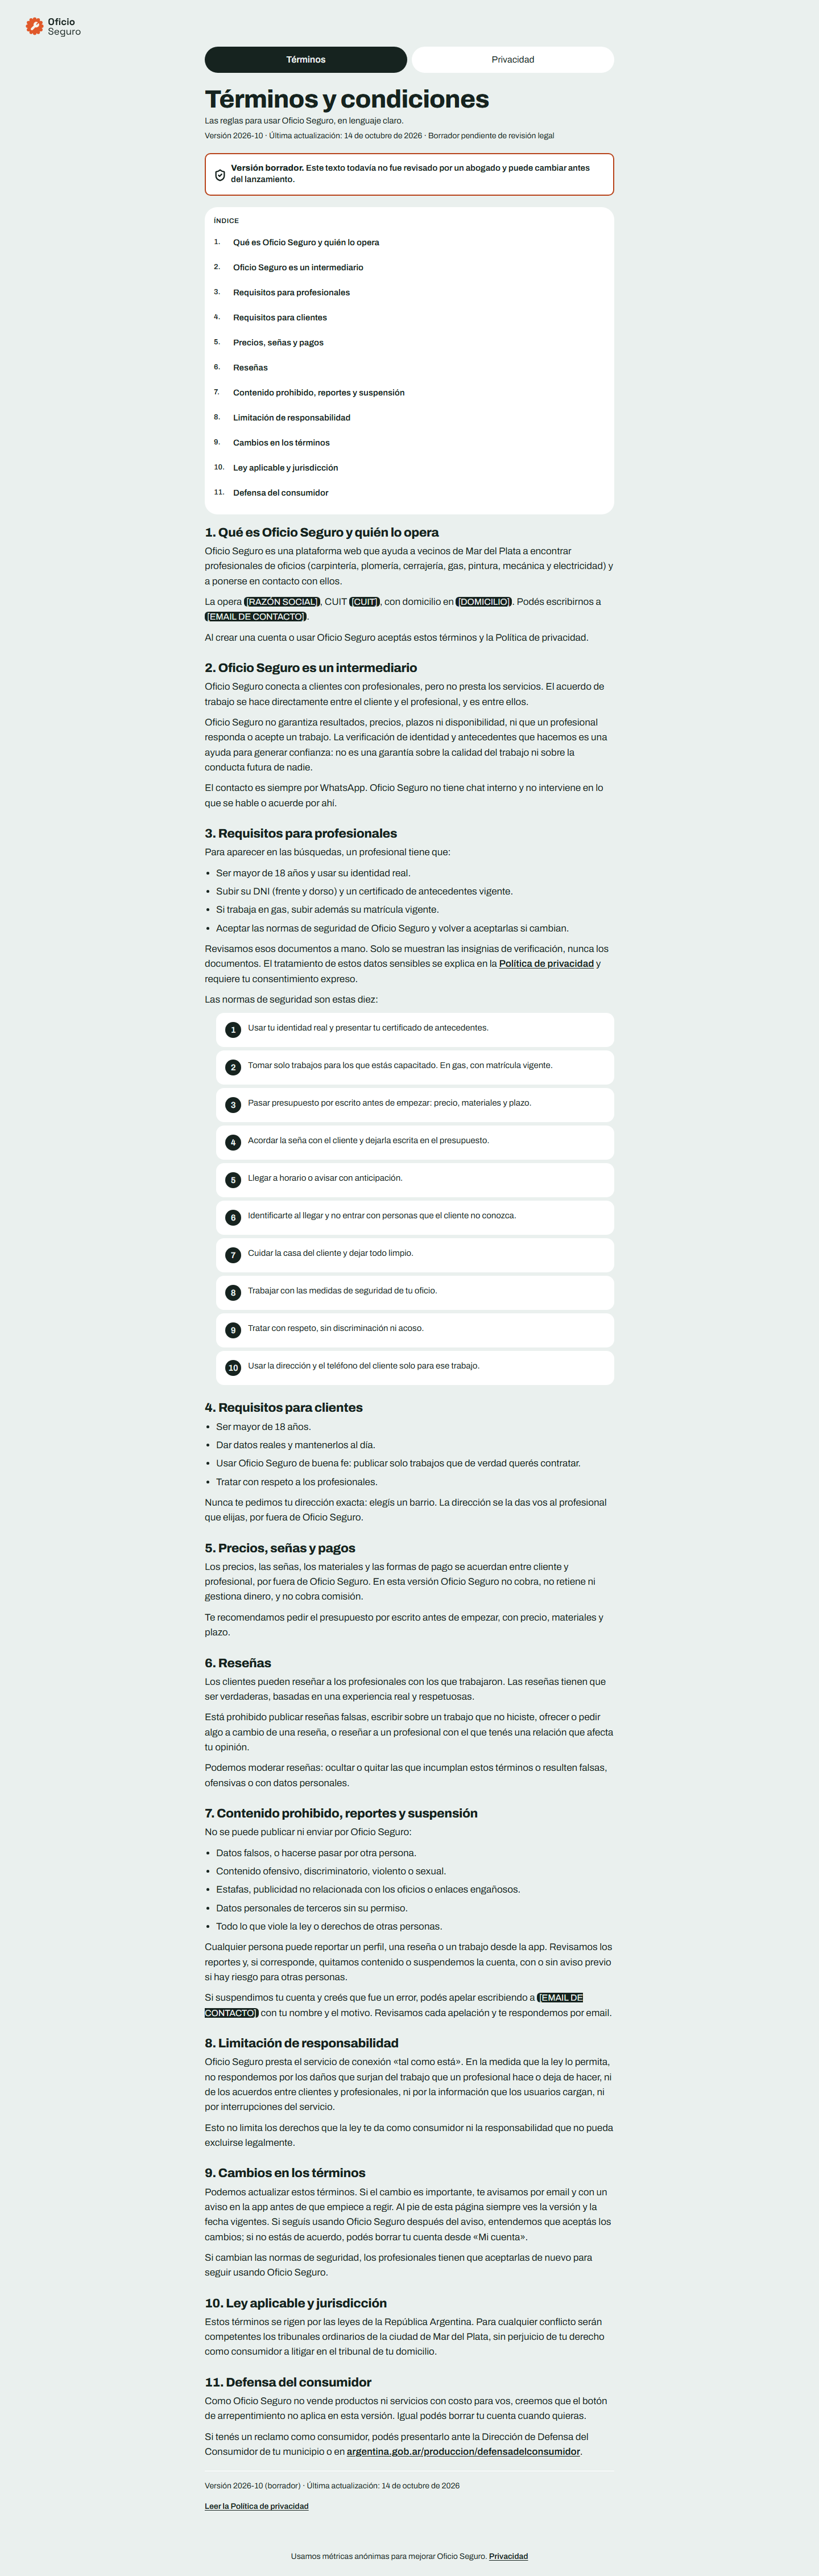 Oficio
Seguro
Términos
Privacidad
Términos y condiciones
Las reglas para usar Oficio Seguro, en lenguaje claro.
Versión 2026-10 · Última actualización: 14 de octubre de 2026 · Borrador pendiente de revisión legal
Versión borrador. Este texto todavía no fue revisado por un abogado y puede cambiar antes
del lanzamiento.
ÍNDICE
1. Qué es Oficio Seguro y quién lo opera
2. Oficio Seguro es un intermediario
3. Requisitos para profesionales
4. Requisitos para clientes
5. Precios, señas y pagos
6. Reseñas
7. Contenido prohibido, reportes y suspensión
8. Limitación de responsabilidad
9. Cambios en los términos
10. Ley aplicable y jurisdicción
11. Defensa del consumidor
1. Qué es Oficio Seguro y quién lo opera
Oficio Seguro es una plataforma web que ayuda a vecinos de Mar del Plata a encontrar
profesionales de oficios (carpintería, plomería, cerrajería, gas, pintura, mecánica y electricidad) y
a ponerse en contacto con ellos.
La opera [RAZÓN SOCIAL], CUIT [CUIT], con domicilio en [DOMICILIO]. Podés escribirnos a
[EMAIL DE CONTACTO].
Al crear una cuenta o usar Oficio Seguro aceptás estos términos y la Política de privacidad.
2. Oficio Seguro es un intermediario
Oficio Seguro conecta a clientes con profesionales, pero no presta los servicios. El acuerdo de
trabajo se hace directamente entre el cliente y el profesional, y es entre ellos.
Oficio Seguro no garantiza resultados, precios, plazos ni disponibilidad, ni que un profesional
responda o acepte un trabajo. La verificación de identidad y antecedentes que hacemos es una
ayuda para generar confianza: no es una garantía sobre la calidad del trabajo ni sobre la
conducta futura de nadie.
El contacto es siempre por WhatsApp. Oficio Seguro no tiene chat interno y no interviene en lo
que se hable o acuerde por ahí.
3. Requisitos para profesionales
Para aparecer en las búsquedas, un profesional tiene que:
• Ser mayor de 18 años y usar su identidad real.
• Subir su DNI (frente y dorso) y un certificado de antecedentes vigente.
• Si trabaja en gas, subir además su matrícula vigente.
• Aceptar las normas de seguridad de Oficio Seguro y volver a aceptarlas si cambian.
Revisamos esos documentos a mano. Solo se muestran las insignias de verificación, nunca los
documentos. El tratamiento de estos datos sensibles se explica en la Política de privacidad y
requiere tu consentimiento expreso.
Las normas de seguridad son estas diez:
1 Usar tu identidad real y presentar tu certificado de antecedentes.
2 Tomar solo trabajos para los que estás capacitado. En gas, con matrícula vigente.
3 Pasar presupuesto por escrito antes de empezar: precio, materiales y plazo.
4 Acordar la seña con el cliente y dejarla escrita en el presupuesto.
5 Llegar a horario o avisar con anticipación.
6 Identificarte al llegar y no entrar con personas que el cliente no conozca.
7 Cuidar la casa del cliente y dejar todo limpio.
8 Trabajar con las medidas de seguridad de tu oficio.
9 Tratar con respeto, sin discriminación ni acoso.
10 Usar la dirección y el teléfono del cliente solo para ese trabajo.
4. Requisitos para clientes
• Ser mayor de 18 años.
• Dar datos reales y mantenerlos al día.
• Usar Oficio Seguro de buena fe: publicar solo trabajos que de verdad querés contratar.
• Tratar con respeto a los profesionales.
Nunca te pedimos tu dirección exacta: elegís un barrio. La dirección se la das vos al profesional
que elijas, por fuera de Oficio Seguro.
5. Precios, señas y pagos
Los precios, las señas, los materiales y las formas de pago se acuerdan entre cliente y
profesional, por fuera de Oficio Seguro. En esta versión Oficio Seguro no cobra, no retiene ni
gestiona dinero, y no cobra comisión.
Te recomendamos pedir el presupuesto por escrito antes de empezar, con precio, materiales y
plazo.
6. Reseñas
Los clientes pueden reseñar a los profesionales con los que trabajaron. Las reseñas tienen que
ser verdaderas, basadas en una experiencia real y respetuosas.
Está prohibido publicar reseñas falsas, escribir sobre un trabajo que no hiciste, ofrecer o pedir
algo a cambio de una reseña, o reseñar a un profesional con el que tenés una relación que afecta
tu opinión.
Podemos moderar reseñas: ocultar o quitar las que incumplan estos términos o resulten falsas,
ofensivas o con datos personales.
7. Contenido prohibido, reportes y suspensión
No se puede publicar ni enviar por Oficio Seguro:
• Datos falsos, o hacerse pasar por otra persona.
• Contenido ofensivo, discriminatorio, violento o sexual.
• Estafas, publicidad no relacionada con los oficios o enlaces engañosos.
• Datos personales de terceros sin su permiso.
• Todo lo que viole la ley o derechos de otras personas.
Cualquier persona puede reportar un perfil, una reseña o un trabajo desde la app. Revisamos los
reportes y, si corresponde, quitamos contenido o suspendemos la cuenta, con o sin aviso previo
si hay riesgo para otras personas.
Si suspendimos tu cuenta y creés que fue un error, podés apelar escribiendo a [EMAIL DE
CONTACTO] con tu nombre y el motivo. Revisamos cada apelación y te respondemos por email.
8. Limitación de responsabilidad
Oficio Seguro presta el servicio de conexión «tal como está». En la medida que la ley lo permita,
no respondemos por los daños que surjan del trabajo que un profesional hace o deja de hacer, ni
de los acuerdos entre clientes y profesionales, ni por la información que los usuarios cargan, ni
por interrupciones del servicio.
Esto no limita los derechos que la ley te da como consumidor ni la responsabilidad que no pueda
excluirse legalmente.
9. Cambios en los términos
Podemos actualizar estos términos. Si el cambio es importante, te avisamos por email y con un
aviso en la app antes de que empiece a regir. Al pie de esta página siempre ves la versión y la
fecha vigentes. Si seguís usando Oficio Seguro después del aviso, entendemos que aceptás los
cambios; si no estás de acuerdo, podés borrar tu cuenta desde «Mi cuenta».
Si cambian las normas de seguridad, los profesionales tienen que aceptarlas de nuevo para
seguir usando Oficio Seguro.
10. Ley aplicable y jurisdicción
Estos términos se rigen por las leyes de la República Argentina. Para cualquier conflicto serán
competentes los tribunales ordinarios de la ciudad de Mar del Plata, sin perjuicio de tu derecho
como consumidor a litigar en el tribunal de tu domicilio.
11. Defensa del consumidor
Como Oficio Seguro no vende productos ni servicios con costo para vos, creemos que el botón
de arrepentimiento no aplica en esta versión. Igual podés borrar tu cuenta cuando quieras.
Si tenés un reclamo como consumidor, podés presentarlo ante la Dirección de Defensa del
Consumidor de tu municipio o en argentina.gob.ar/produccion/defensadelconsumidor.
Versión 2026-10 (borrador) · Última actualización: 14 de octubre de 2026
Leer la Política de privacidad
Usamos métricas anónimas para mejorar Oficio Seguro. Privacidad